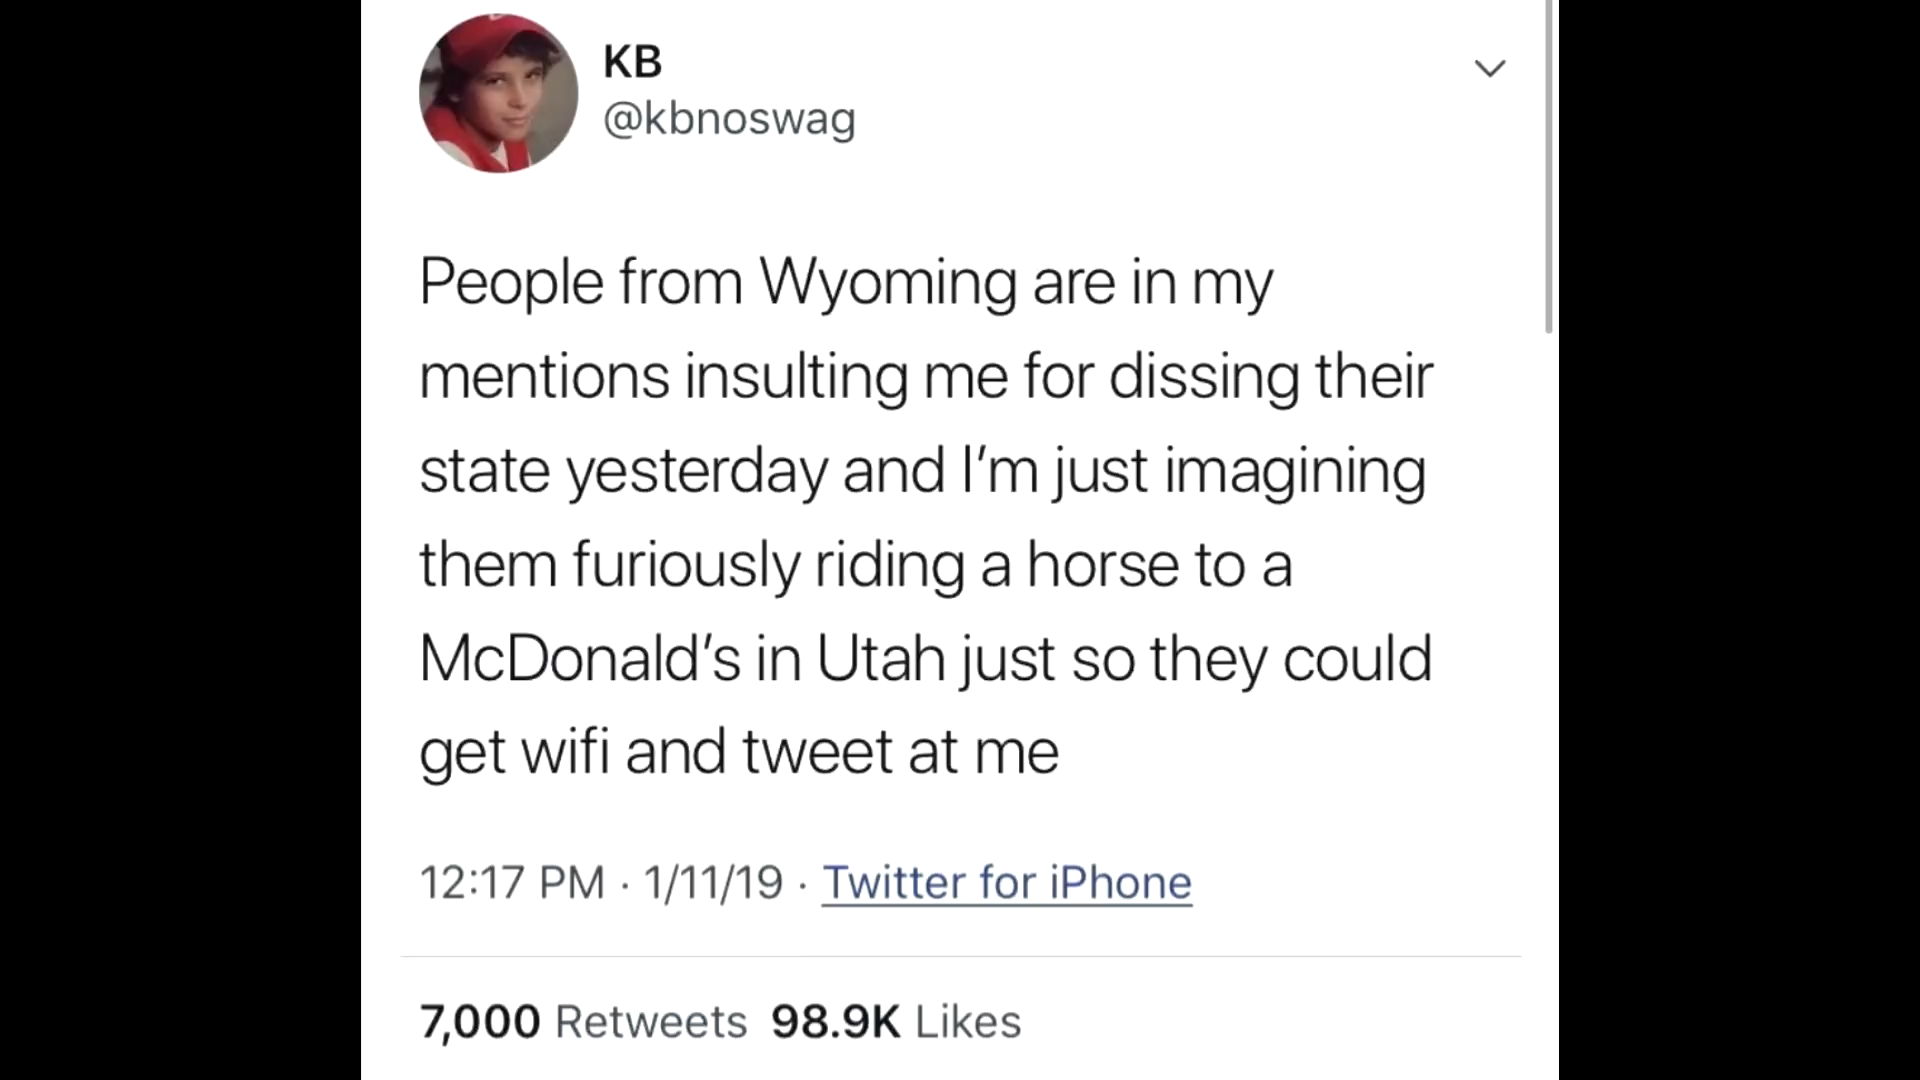 KB
@kbnoswag
People from Wyoming are in my
mentions insulting me for dissing their
state yesterday and I’m just imagining
them furiously riding a horse to a
McDonald’s in Utah just so they could
get wifi and tweet at me
12:17 PM · 1/11/19 · Twitter for iPhone
7,000 Retweets 98.9K Likes